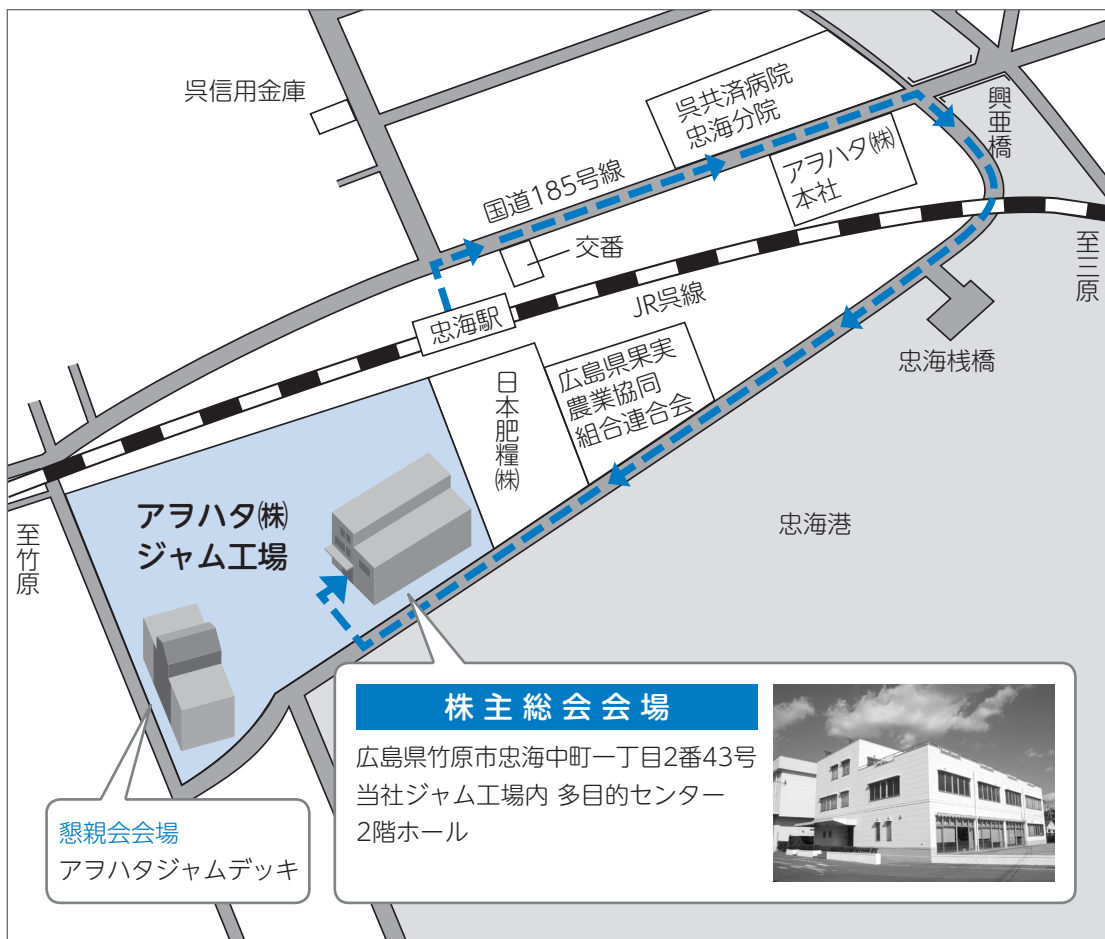 呉信用金庫
呉共済病院
忠海分院
興亜橋
アヲハタ㈱
本社
国道185号線
交番
至三原
JR呉線
忠海駅
忠海桟橋
広島県果実
農業協同
組合連合会
日本肥糧㈱
アヲハタ㈱
ジャム工場
忠海港
至竹原
株主総会会場
広島県竹原市忠海中町一丁目2番43号
当社ジャム工場内 多目的センター
2階ホール
懇親会会場
アヲハタジャムデッキ